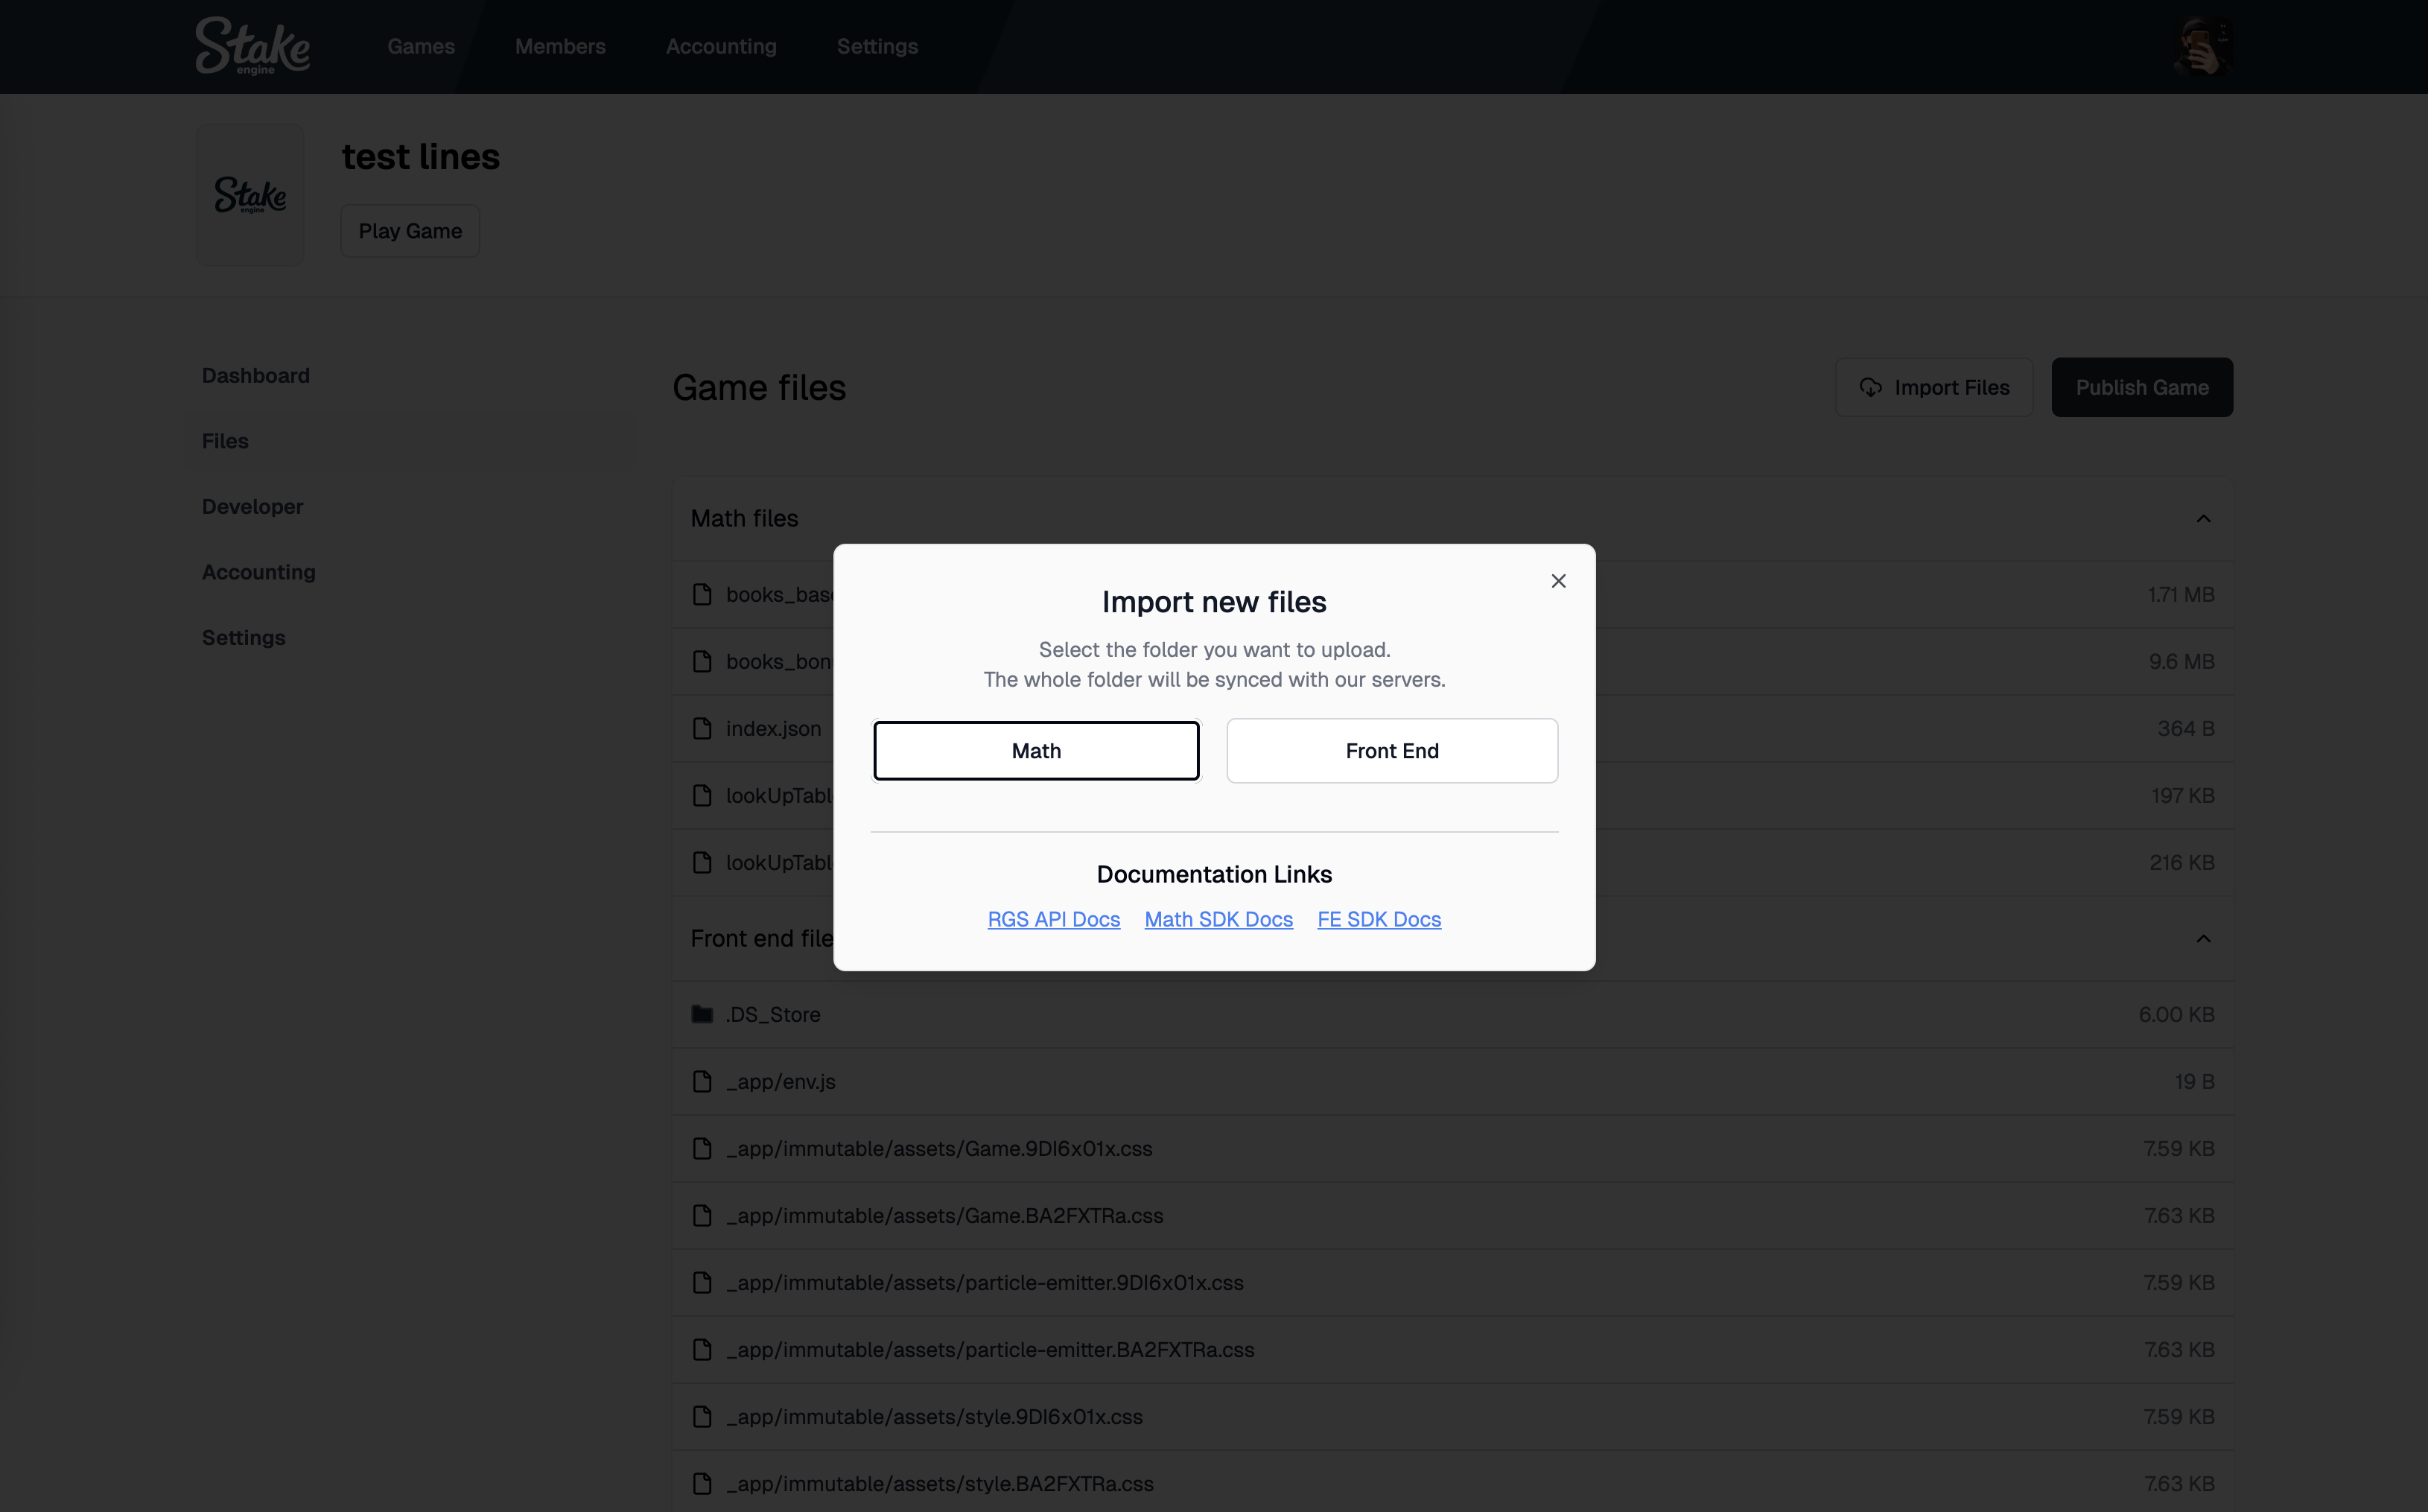 Stake
engine
Games
Members
Accounting
Settings
Stake
engine
test lines
Play Game
Dashboard
Files
Developer
Accounting
Settings
Game files
Import Files
Publish Game
Math files
books_bas
1.71 MB
books_bon
9.6 MB
index.json
364 B
lookUpTabl
197 KB
lookUpTabl
216 KB
Import new files
Select the folder you want to upload.
The whole folder will be synced with our servers.
Math
Front End
Documentation Links
RGS API Docs
Math SDK Docs
FE SDK Docs
Front end file
.DS_Store
6.00 KB
_app/env.js
19 B
_app/immutable/assets/Game.9DI6x01x.css
7.59 KB
_app/immutable/assets/Game.BA2FXTRa.css
7.63 KB
_app/immutable/assets/particle-emitter.9DI6x01x.css
7.59 KB
_app/immutable/assets/particle-emitter.BA2FXTRa.css
7.63 KB
_app/immutable/assets/style.9DI6x01x.css
7.59 KB
_app/immutable/assets/style.BA2FXTRa.css
7.63 KB